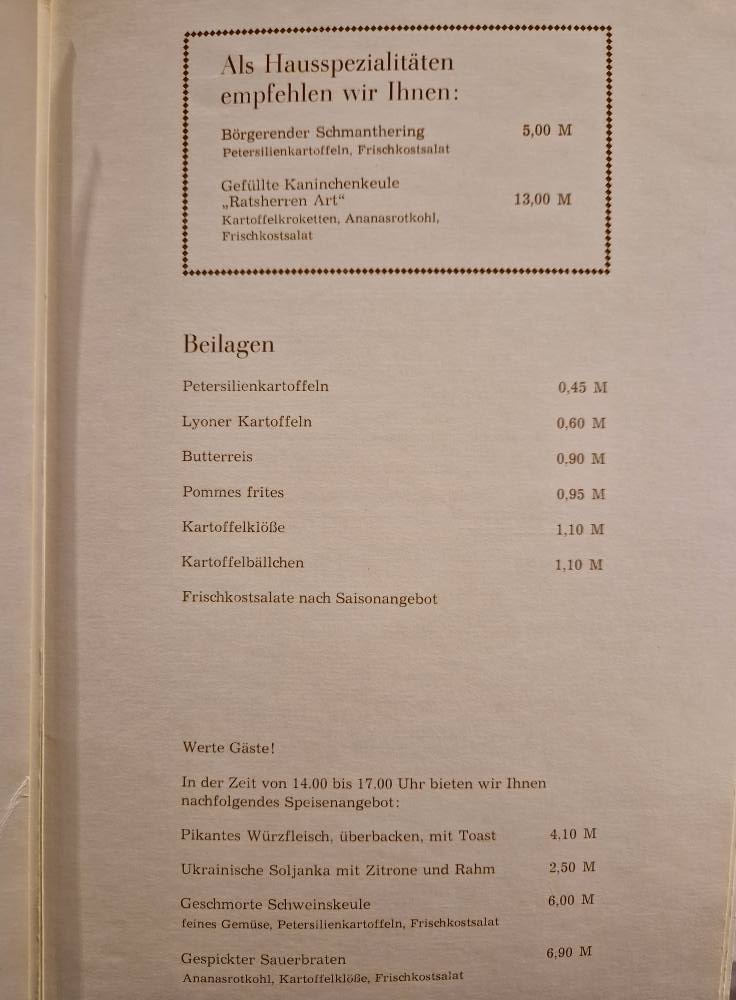 Als Hausspezialitäten
empfehlen wir Ihnen:
Börgerender Schmanthering 5,00 M
Petersilienkartoffeln, Frischkostsalat
Gefüllte Kaninchenkeule
„Ratsherren Art“ 13,00 M
Kartoffelkroketten, Ananasrotkohl,
Frischkostsalat
Beilagen
Petersilienkartoffeln 0,45 M
Lyoner Kartoffeln 0,60 M
Butterreis 0,90 M
Pommes frites 0,95 M
Kartoffelklöße 1,10 M
Kartoffelbällchen 1,10 M
Frischkostsalate nach Saisonangebot
Werte Gäste!
In der Zeit von 14.00 bis 17.00 Uhr bieten wir Ihnen
nachfolgendes Speisenangebot:
Pikantes Würzfleisch, überbacken, mit Toast 4,10 M
Ukrainische Soljanka mit Zitrone und Rahm 2,50 M
Geschmorte Schweinskeule 6,00 M
feines Gemüse, Petersilienkartoffeln, Frischkostsalat
Gespickter Sauerbraten 6,90 M
Ananasrotkohl, Kartoffelklöße, Frischkostsalat